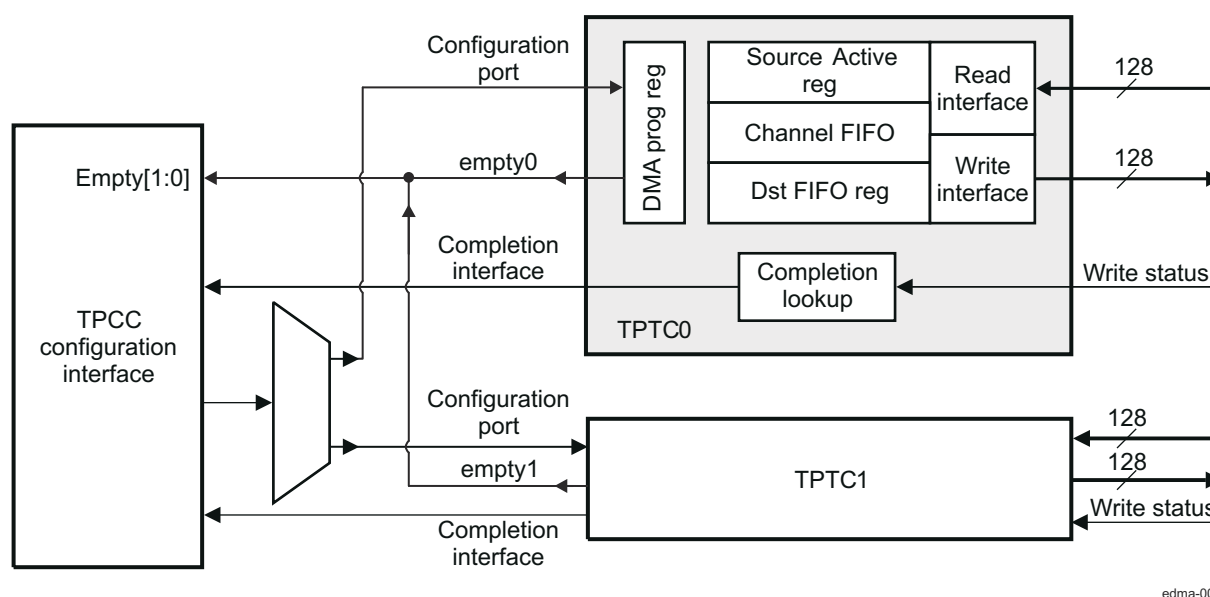 Configuration
port
DMA prog reg
Source Active
reg
Channel FIFO
Dst FIFO reg
Read
interface
Write
interface
128
128
Empty[1:0]
empty0
Completion
interface
Completion
lookup
Write status
TPTC0
TPCC
configuration
interface
Configuration
port
empty1
Completion
interface
TPTC1
128
128
Write status
edma-00